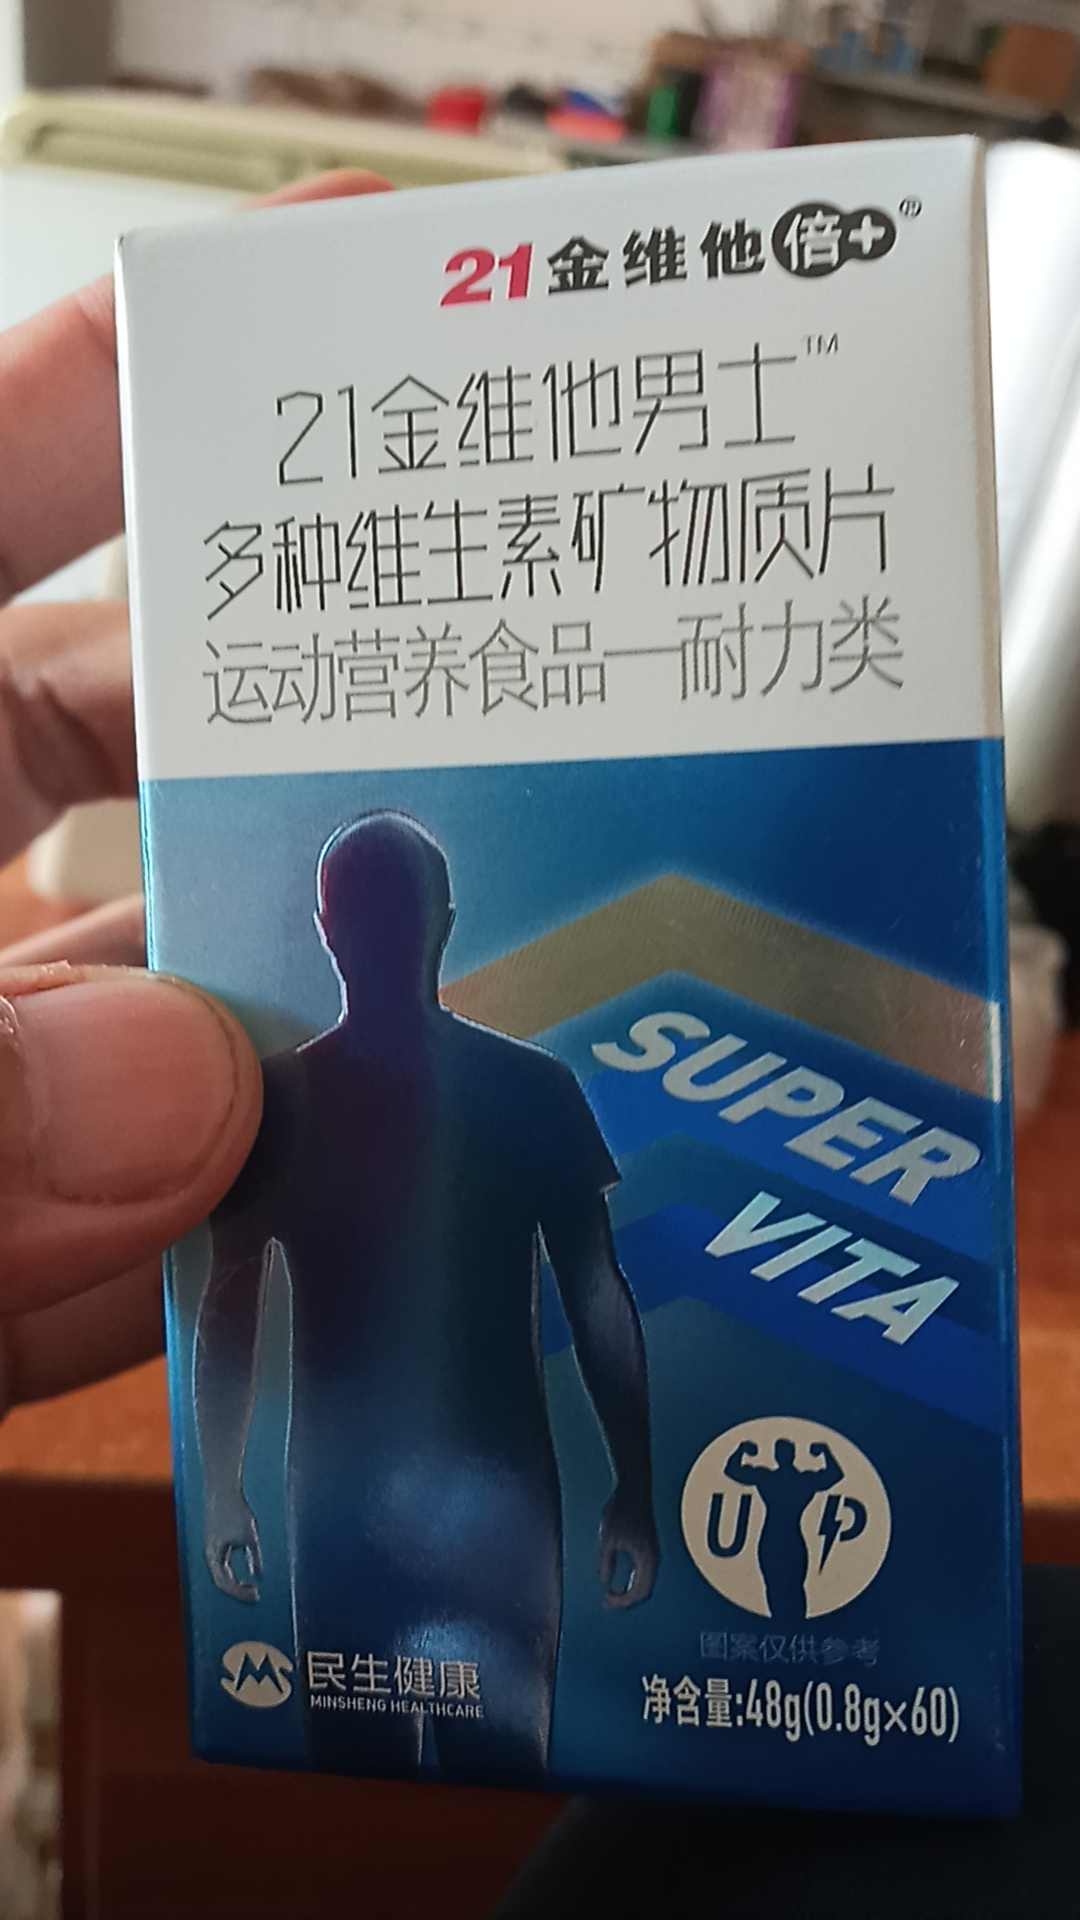 21金维他倍+®
21金维他男士™
多种维生素矿物质片
运动营养食品—耐力类
SUPER
VITA
UP
图案仅供参考
民生健康
MINSHENG HEALTHCARE
净含量:48g(0.8g×60)